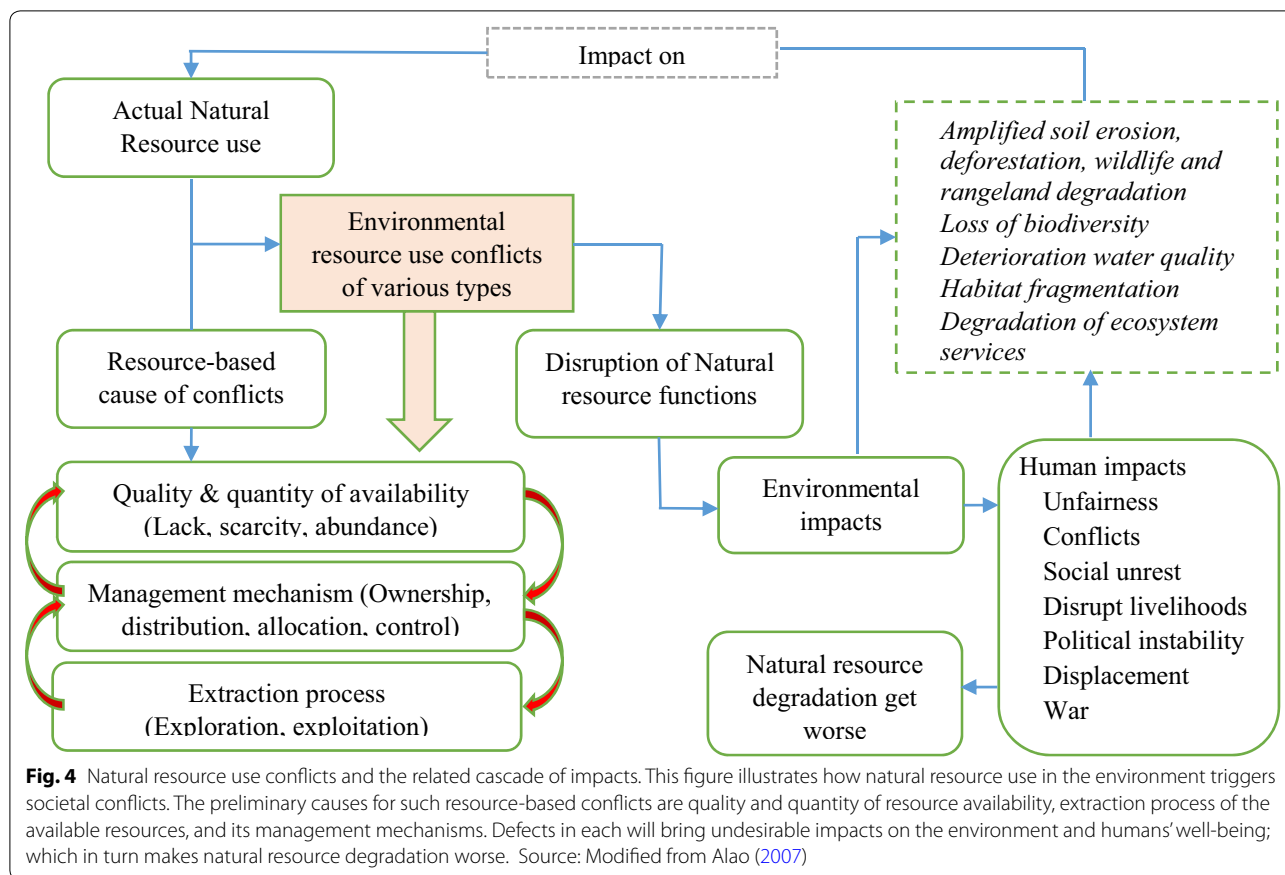 Impact on
Actual Natural
Resource use
Amplified soil erosion,
deforestation, wildlife and
rangeland degradation
Loss of biodiversity
Deterioration water quality
Habitat fragmentation
Degradation of ecosystem
services
Environmental
resource use conflicts
of various types
Resource-based
cause of conflicts
Disruption of Natural
resource functions
Quality & quantity of availability
(Lack, scarcity, abundance)
Management mechanism (Ownership,
distribution, allocation, control)
Extraction process
(Exploration, exploitation)
Environmental
impacts
Human impacts
Unfairness
Conflicts
Social unrest
Disrupt livelihoods
Political instability
Displacement
War
Natural resource
degradation get
worse
Fig. 4 Natural resource use conflicts and the related cascade of impacts. This figure illustrates how natural resource use in the environment triggers
societal conflicts. The preliminary causes for such resource-based conflicts are quality and quantity of resource availability, extraction process of the
available resources, and its management mechanisms. Defects in each will bring undesirable impacts on the environment and humans' well-being;
which in turn makes natural resource degradation worse. Source: Modified from Alao (2007)